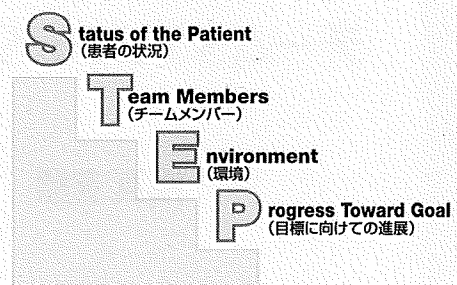 Status of the Patient
(患者の状況)
Team Members
(チームメンバー)
Environment
(環境)
Progress Toward Goal
(目標に向けての進展)